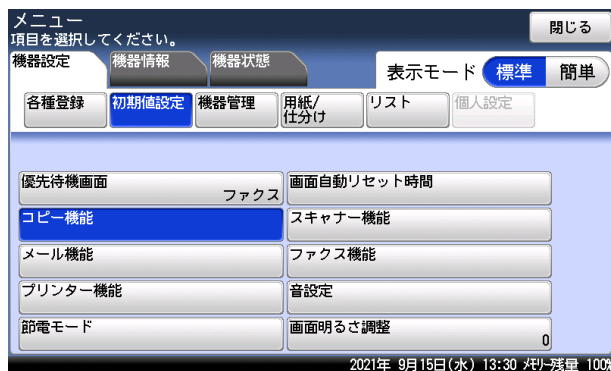 メニュー
閉じる
項目を選択してください。
機器設定
機器情報
機器状態
表示モード
標準
簡単
各種登録
初期値設定
機器管理
用紙/
仕分け
リスト
個人設定
優先待機画面
ファクス
画面自動リセット時間
コピー機能
スキャナー機能
メール機能
ファクス機能
プリンター機能
音設定
節電モード
画面明るさ調整
0
2021年 9月15日(水) 13:30 メモリー残量 100%